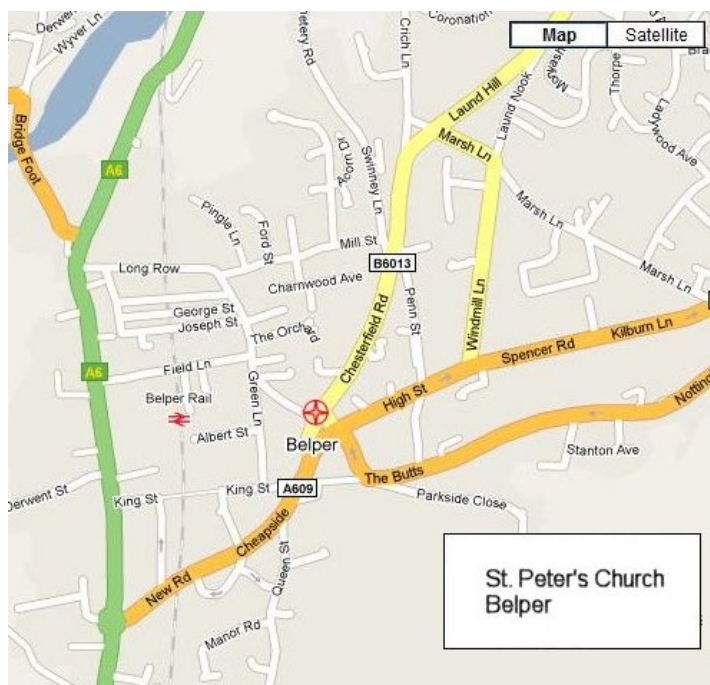 Derwe
Wyver Ln
Bridge Foot
A6
metery Rd
Coronation
Crich Ln
Map
Satellite
Laund Hill
Laund Nook
Thorpe
Ladywood Ave
Marsh Ln
Acorn Dr
Swinney Ln
Pingle Ln
Ford St
Mill St
Marsh Ln
Long Row
B6013
Charnwood Ave
Marsh Ln
George St
Joseph St
The Orchard
Chesterfield Rd
Penn St
Windmill Ln
Kilburn Ln
Spencer Rd
A6
Field Ln
Belper Rail
Green Ln
High St
Notting
Albert St
Belper
Stanton Ave
The Butts
Derwent St
King St
King St
A609
Parkside Close
Cheapside
New Rd
Queen St
Manor Rd
St. Peter's Church
Belper